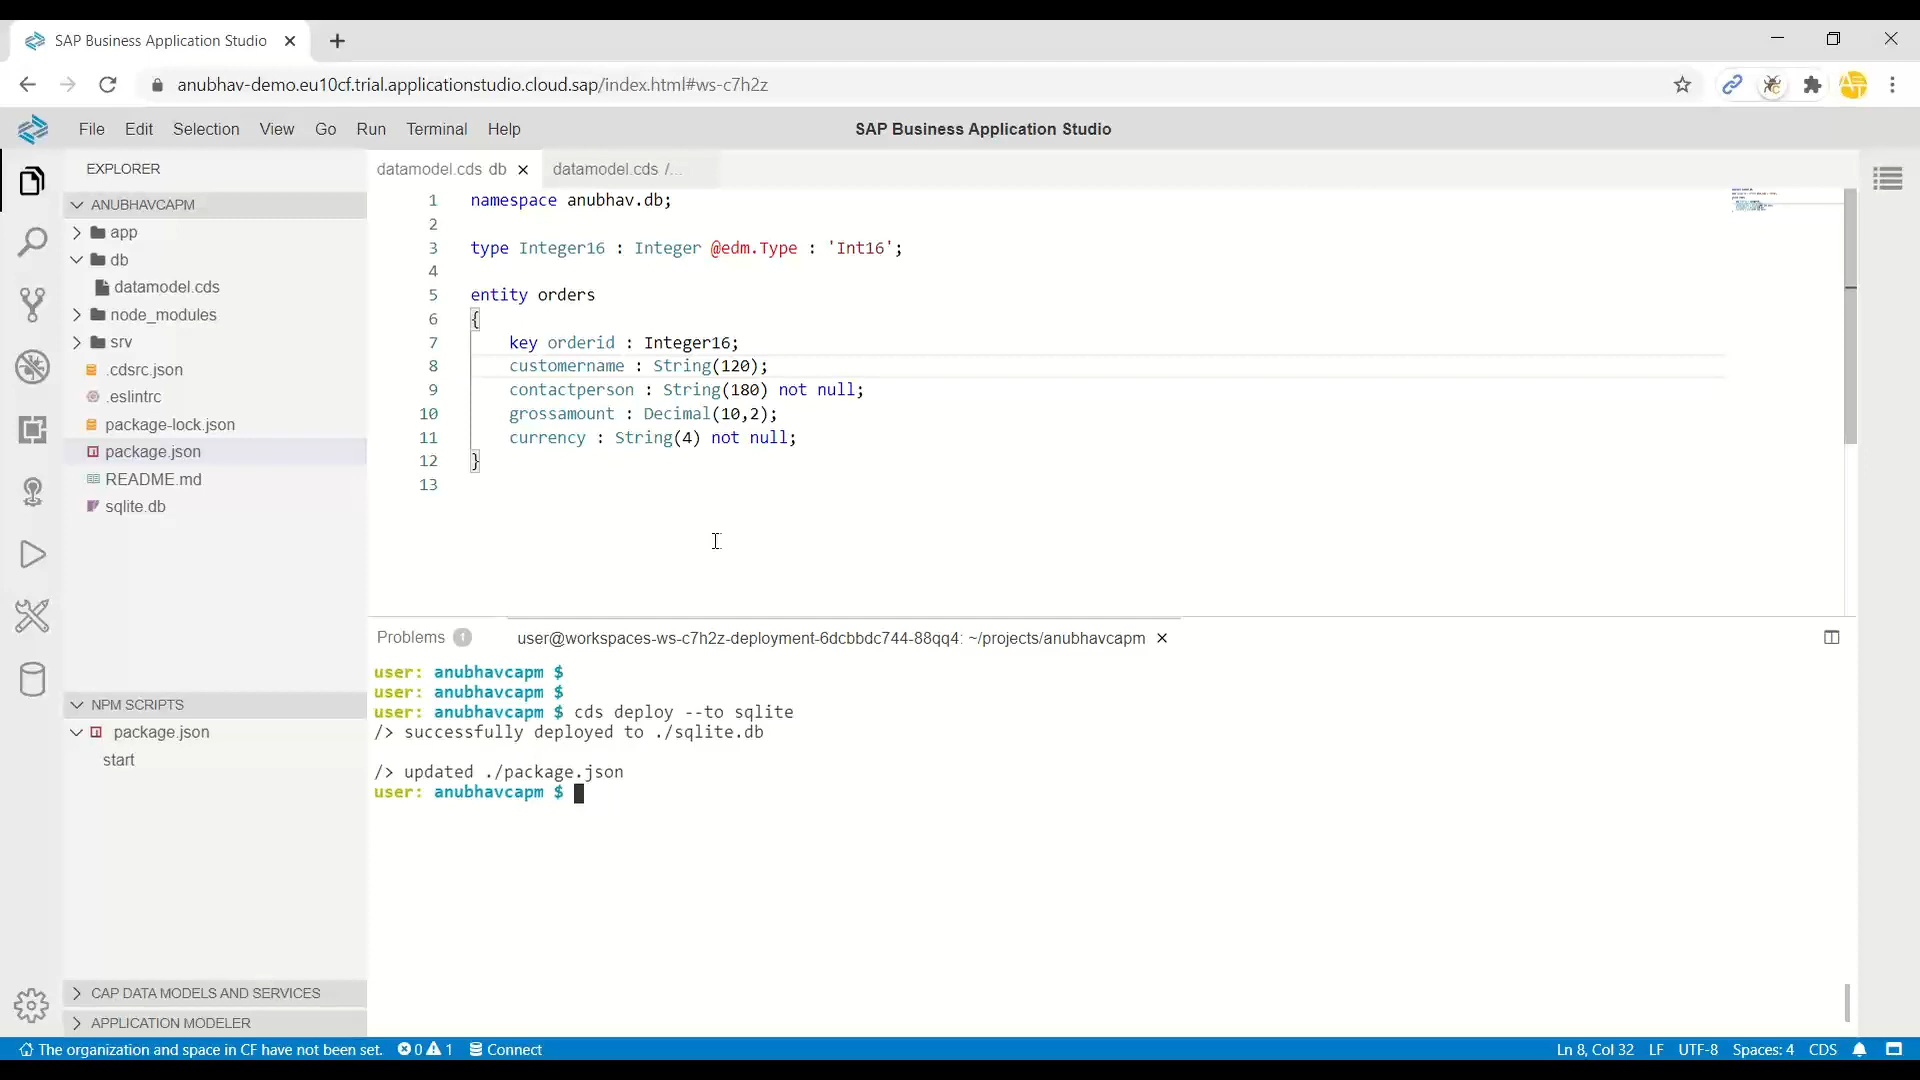 SAP Business Application Studio
anubhav-demo.eu10cf.trial.applicationstudio.cloud.sap/index.html#ws-c7h2z
File Edit Selection View Go Run Terminal Help
SAP Business Application Studio
EXPLORER
ANUBHAVCAPM
app
db
datamodel.cds
node_modules
srv
.cdsrc.json
.eslintrc
package-lock.json
package.json
README.md
sqlite.db
NPM SCRIPTS
package.json
start
CAP DATA MODELS AND SERVICES
APPLICATION MODELER
datamodel.cds db
datamodel.cds /...
1 namespace anubhav.db;
2
3 type Integer16 : Integer @edm.Type : 'Int16';
4
5 entity orders
6 {
7 key orderid : Integer16;
8 customername : String(120);
9 contactperson : String(180) not null;
10 grossamount : Decimal(10,2);
11 currency : String(4) not null;
12 }
13
Problems 1
user@workspaces-ws-c7h2z-deployment-6dcbbdc744-88qq4: ~/projects/anubhavcapm
user: anubhavcapm $
user: anubhavcapm $
user: anubhavcapm $ cds deploy --to sqlite
/> successfully deployed to ./sqlite.db
/> updated ./package.json
user: anubhavcapm $
The organization and space in CF have not been set. 0 1 Connect
Ln 8, Col 32 LF UTF-8 Spaces: 4 CDS